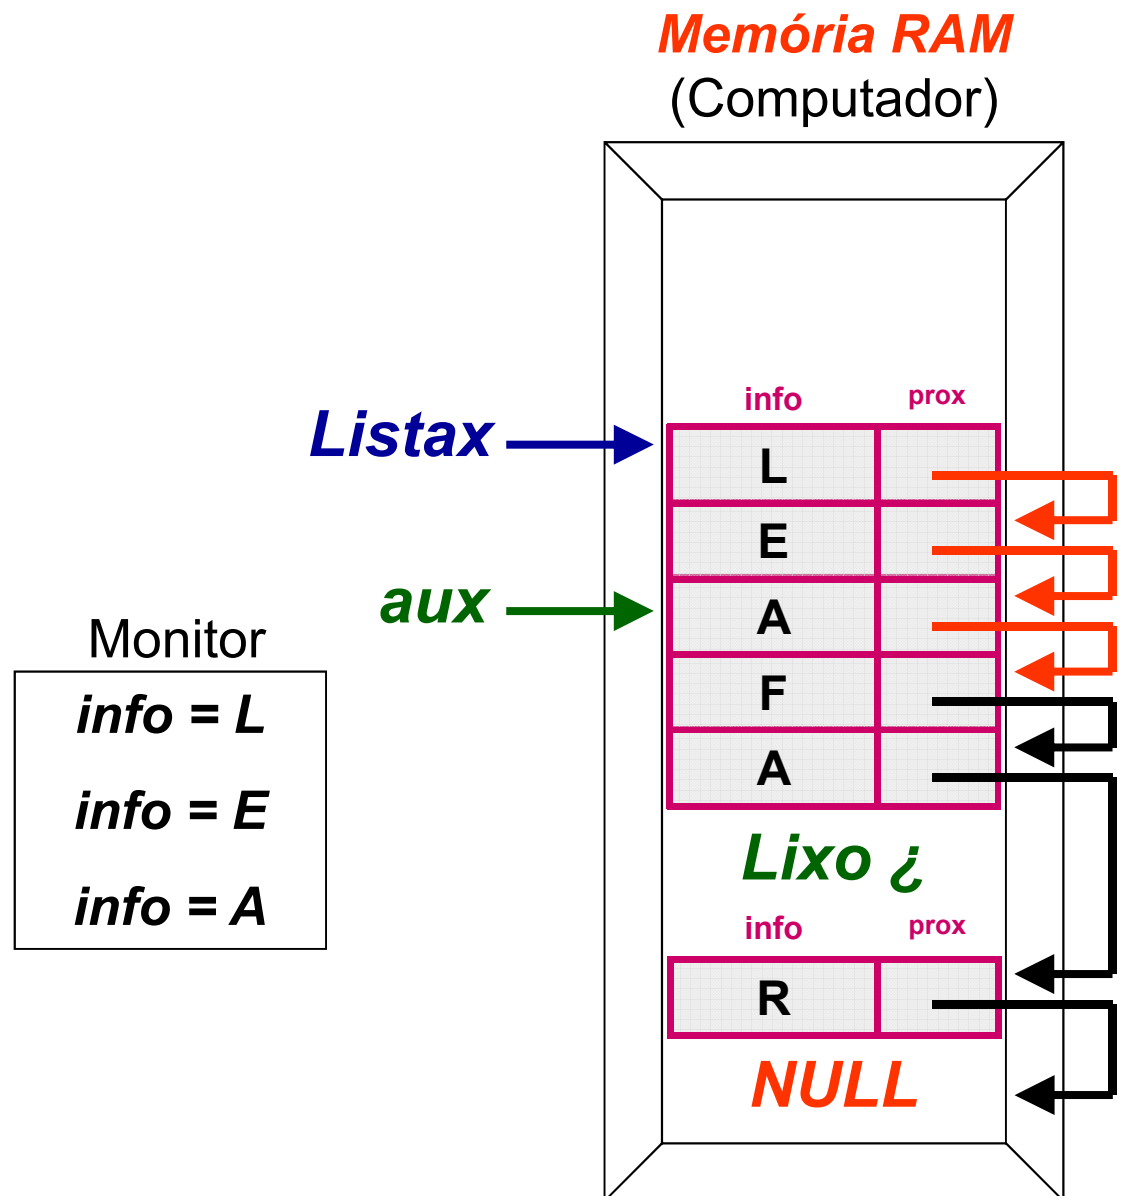 Memória RAM
(Computador)
info prox
Listax
L
E
aux
A
Monitor
F
info = L
A
info = E
Lixo ¿
info = A
info prox
R
NULL